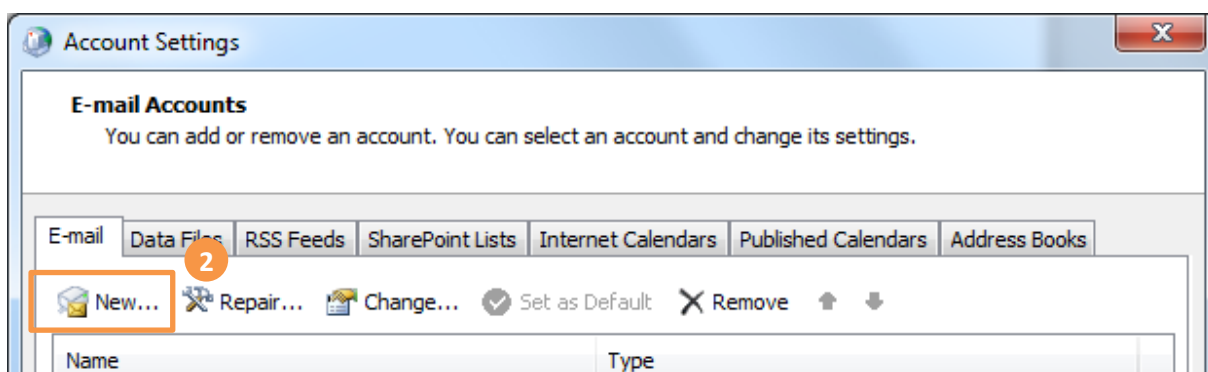 Account Settings
E-mail Accounts
You can add or remove an account. You can select an account and change its settings.
E-mail Data Files RSS Feeds SharePoint Lists Internet Calendars Published Calendars Address Books
2
New... Repair... Change... Set as Default Remove
Name Type